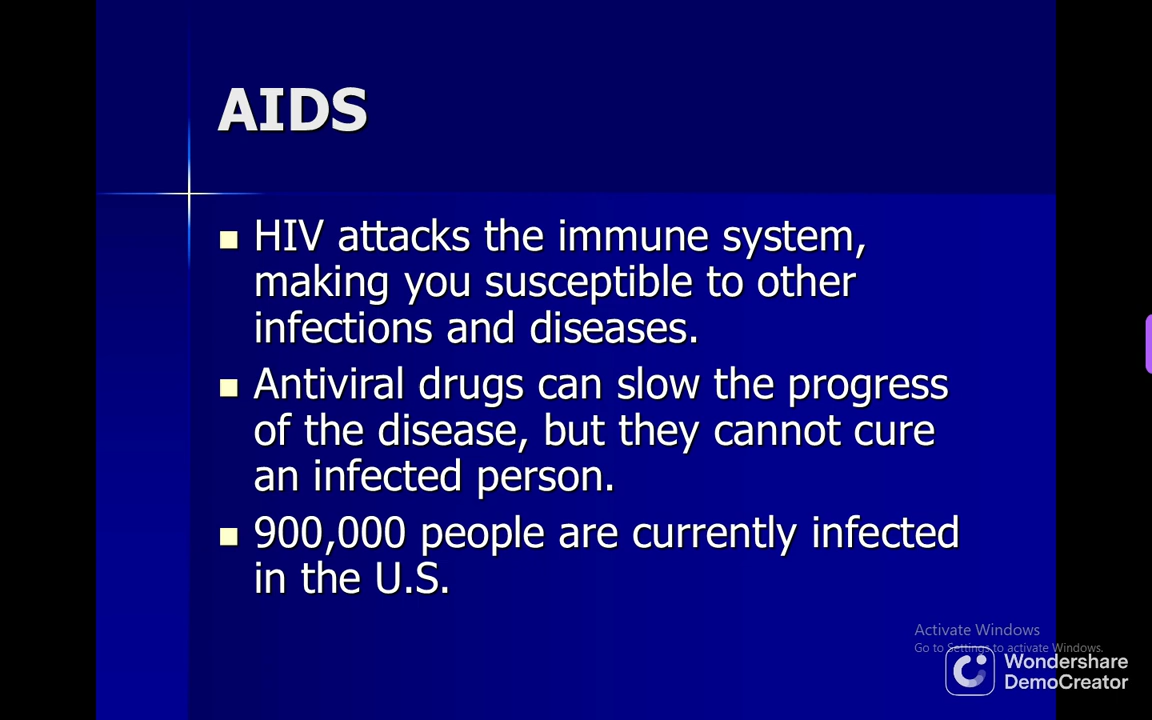 AIDS
HIV attacks the immune system,
making you susceptible to other
infections and diseases.
Antiviral drugs can slow the progress
of the disease, but they cannot cure
an infected person.
900,000 people are currently infected
in the U.S.
Activate Windows
Go to Settings to activate Windows.
Wondershare
DemoCreator